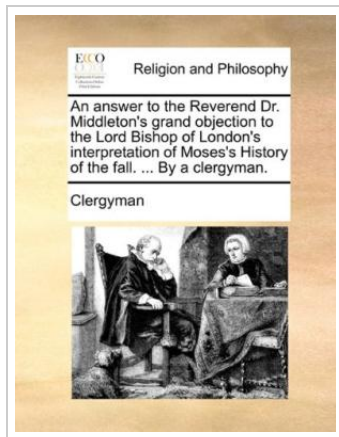 ECCO
Religion and Philosophy
An answer to the Reverend Dr.
Middleton's grand objection to
the Lord Bishop of London's
interpretation of Moses's History
of the fall. ... By a clergyman.
Clergyman